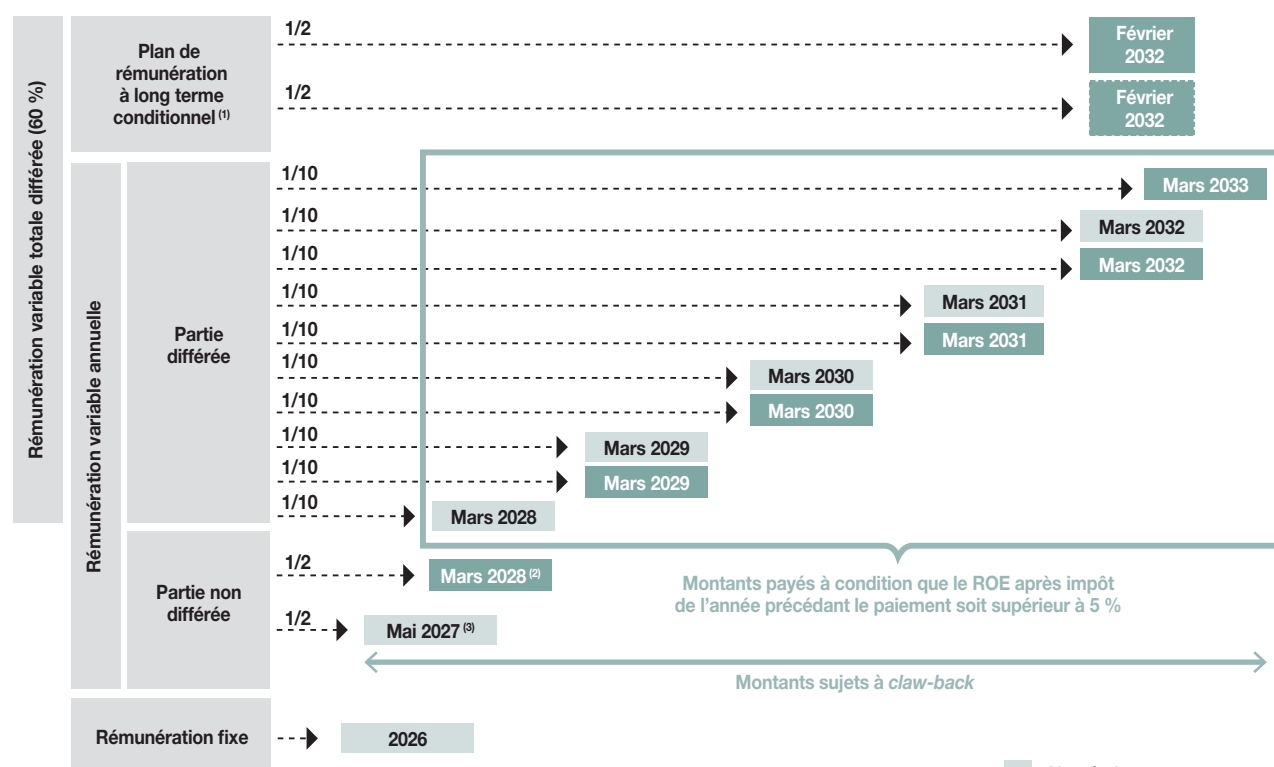 Rémunération variable totale différée (60 %)
Plan de
rémunération
à long terme
conditionnel (1)
1/2
Février
2032
1/2
Février
2032
Rémunération variable annuelle
Partie
différée
1/10
Mars 2033
1/10
Mars 2032
1/10
Mars 2032
1/10
Mars 2031
1/10
Mars 2031
1/10
Mars 2030
1/10
Mars 2030
1/10
Mars 2029
1/10
Mars 2029
1/10
Mars 2028
Partie non
différée
1/2
Mars 2028 (2)
1/2
Mai 2027 (3)
Montants payés à condition que le ROE après impôt
de l’année précédant le paiement soit supérieur à 5 %
Montants sujets à claw-back
Rémunération fixe
2026